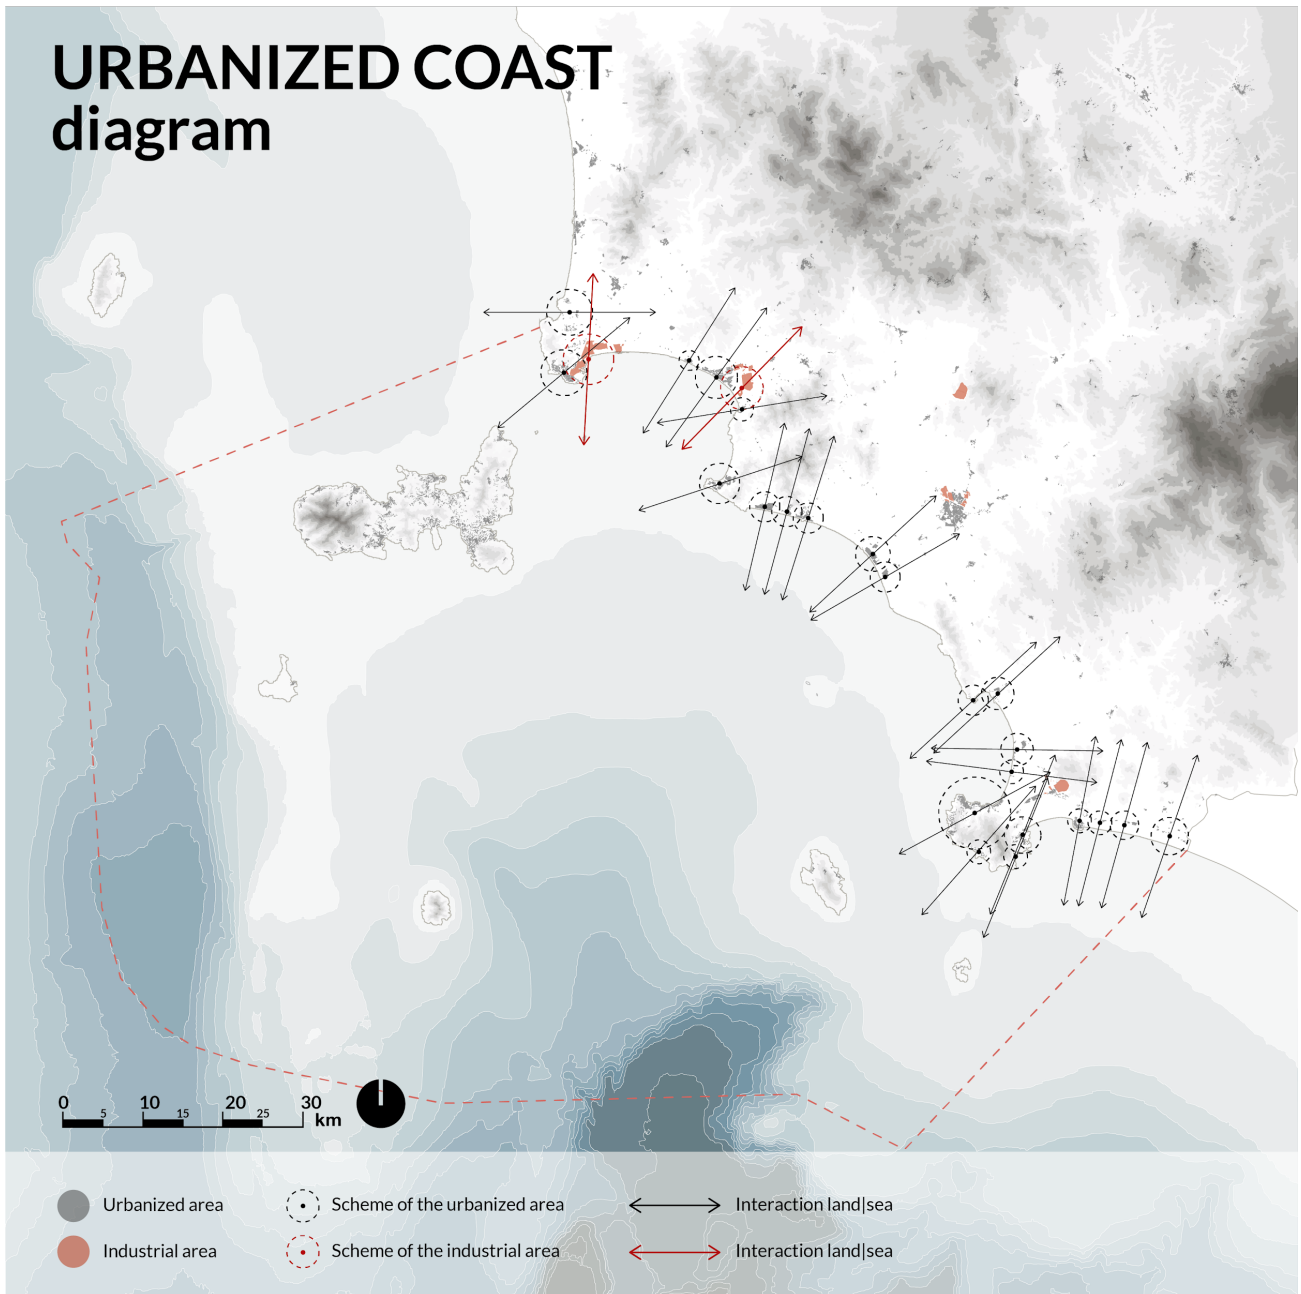 URBANIZED COAST
diagram
0 10 20 30
5 15 25
km
Urbanized area
Scheme of the urbanized area
Interaction land|sea
Industrial area
Scheme of the industrial area
Interaction land|sea